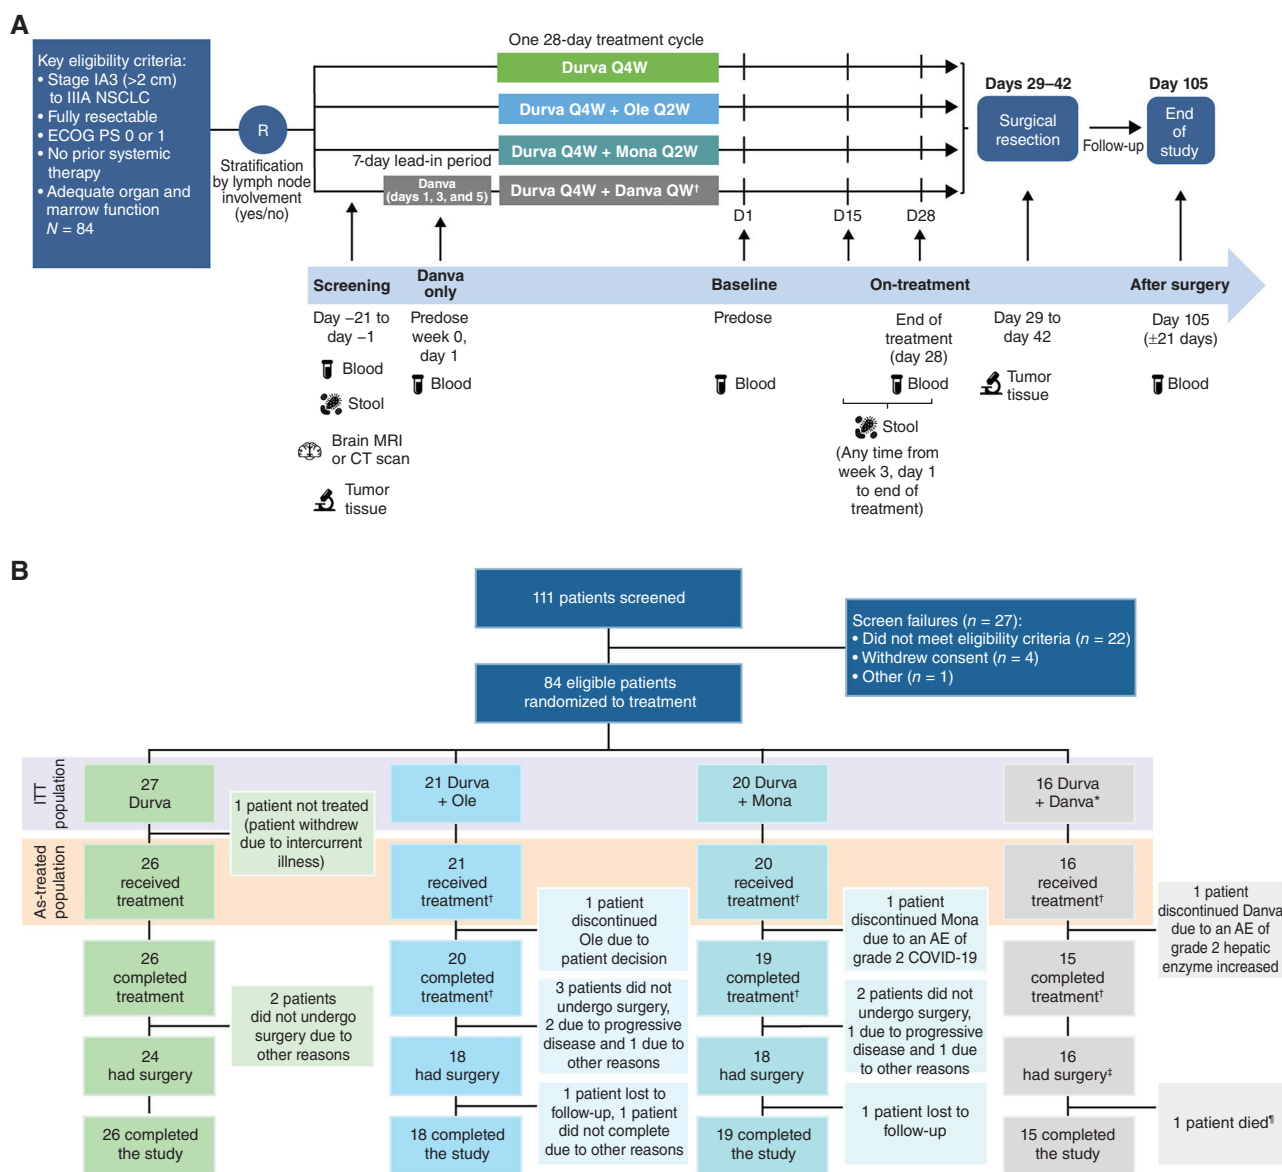 A
Key eligibility criteria:
• Stage IA3 (>2 cm)
to IIIA NSCLC
• Fully resectable
• ECOG PS 0 or 1
• No prior systemic
therapy
• Adequate organ and
marrow function
N = 84
R
Stratification
by lymph node
involvement
(yes/no)
One 28-day treatment cycle
Durva Q4W
Durva Q4W + Ole Q2W
Durva Q4W + Mona Q2W
7-day lead-in period
Danva
(days 1, 3, and 5)
Durva Q4W + Danva QW†
D1
D15
D28
Days 29–42
Surgical
resection
Follow-up
Day 105
End
of
study
Screening
Danva
only
Baseline
On-treatment
After surgery
Day −21 to
day −1
Blood
Stool
Brain MRI
or CT scan
Tumor
tissue
Predose
week 0,
day 1
Blood
Predose
Blood
End of
treatment
(day 28)
Blood
Stool
(Any time from
week 3, day 1
to end of
treatment)
Day 29 to
day 42
Tumor
tissue
Day 105
(±21 days)
Blood
B
111 patients screened
Screen failures (n = 27):
• Did not meet eligibility criteria (n = 22)
• Withdrew consent (n = 4)
• Other (n = 1)
84 eligible patients
randomized to treatment
ITT
population
27
Durva
21 Durva
+ Ole
20 Durva
+ Mona
16 Durva
+ Danva*
1 patient not treated
(patient withdrew
due to intercurrent
illness)
As-treated
population
26
received
treatment
21
received
treatment†
20
received
treatment†
16
received
treatment†
1
patient
discontinued
Ole due to
patient decision
1
patient
discontinued Mona
due to an AE of
grade 2 COVID-19
1
patient
discontinued Danva
due to an AE of
grade 2 hepatic
enzyme increased
26
completed
treatment
20
completed
treatment†
19
completed
treatment†
15
completed
treatment†
2 patients
did not undergo
surgery due to
other reasons
3 patients did not
undergo surgery,
2 due to progressive
disease and 1 due to
other reasons
2 patients did not
undergo surgery,
1 due to progressive
disease and 1 due
to other reasons
24
had surgery
18
had surgery
18
had surgery
16
had surgery‡
1 patient lost to
follow-up, 1 patient
did not complete
due to other reasons
1 patient lost to
follow-up
1 patient died¶
26 completed
the study
18 completed
the study
19 completed
the study
15 completed
the study